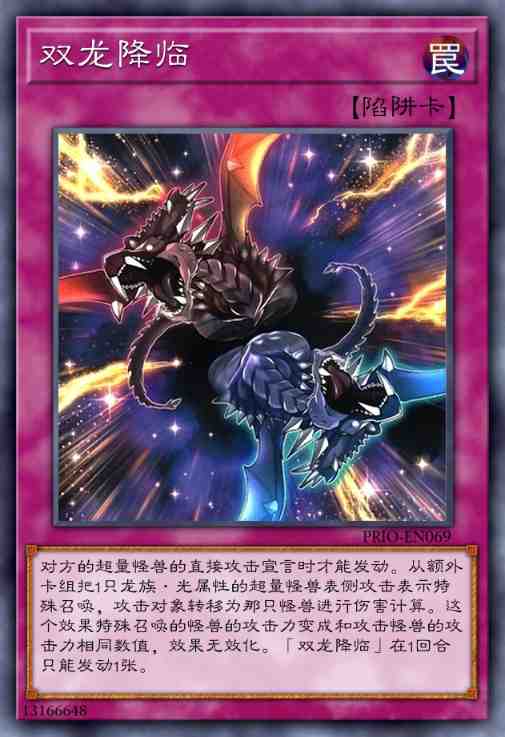 双龙降临
罠
【陷阱卡】
PRIO-EN069
对方的超量怪兽的直接攻击宣言时才能发动。从额外
卡组把1只龙族·光属性的超量怪兽表侧攻击表示特
殊召唤，攻击对象转移为那只怪兽进行伤害计算。这
个效果特殊召唤的怪兽的攻击力变成和攻击怪兽的攻
击力相同数值，效果无效化。「双龙降临」在1回合
只能发动1张。
13166648